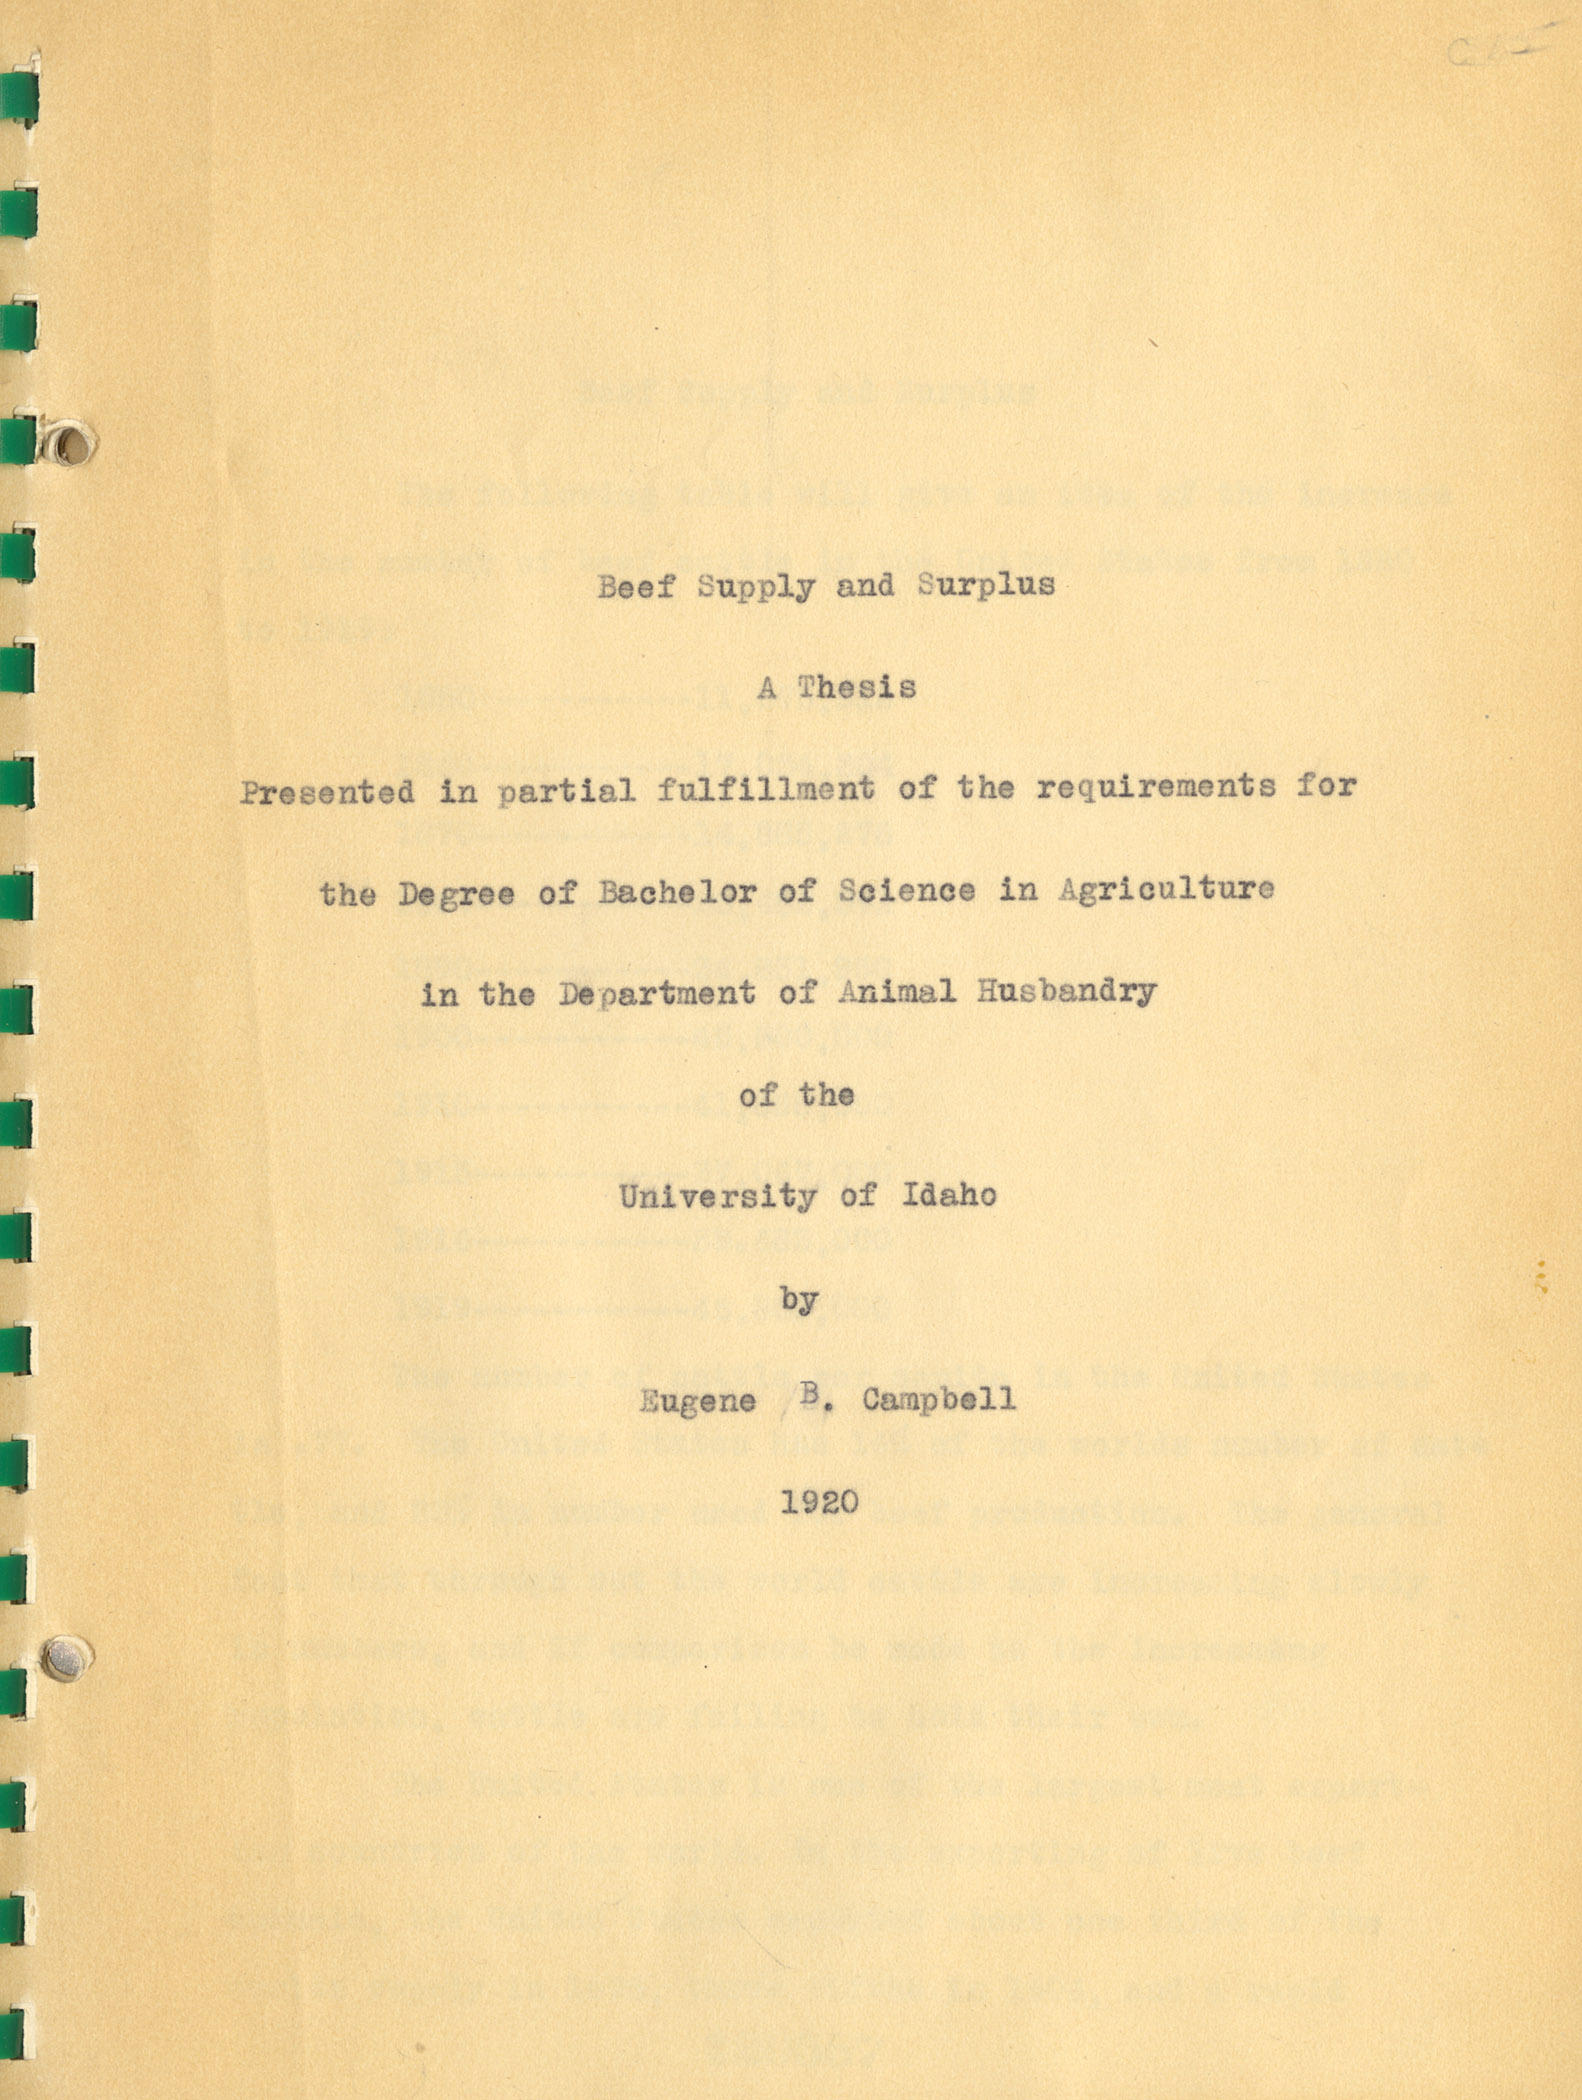 Beef Supply and Surplus
A Thesis
Presented in partial fulfillment of the requirements for
the Degree of Bachelor of Science in Agriculture
in the Department of Animal Husbandry
of the
University of Idaho
by
Eugene B. Campbell
1920